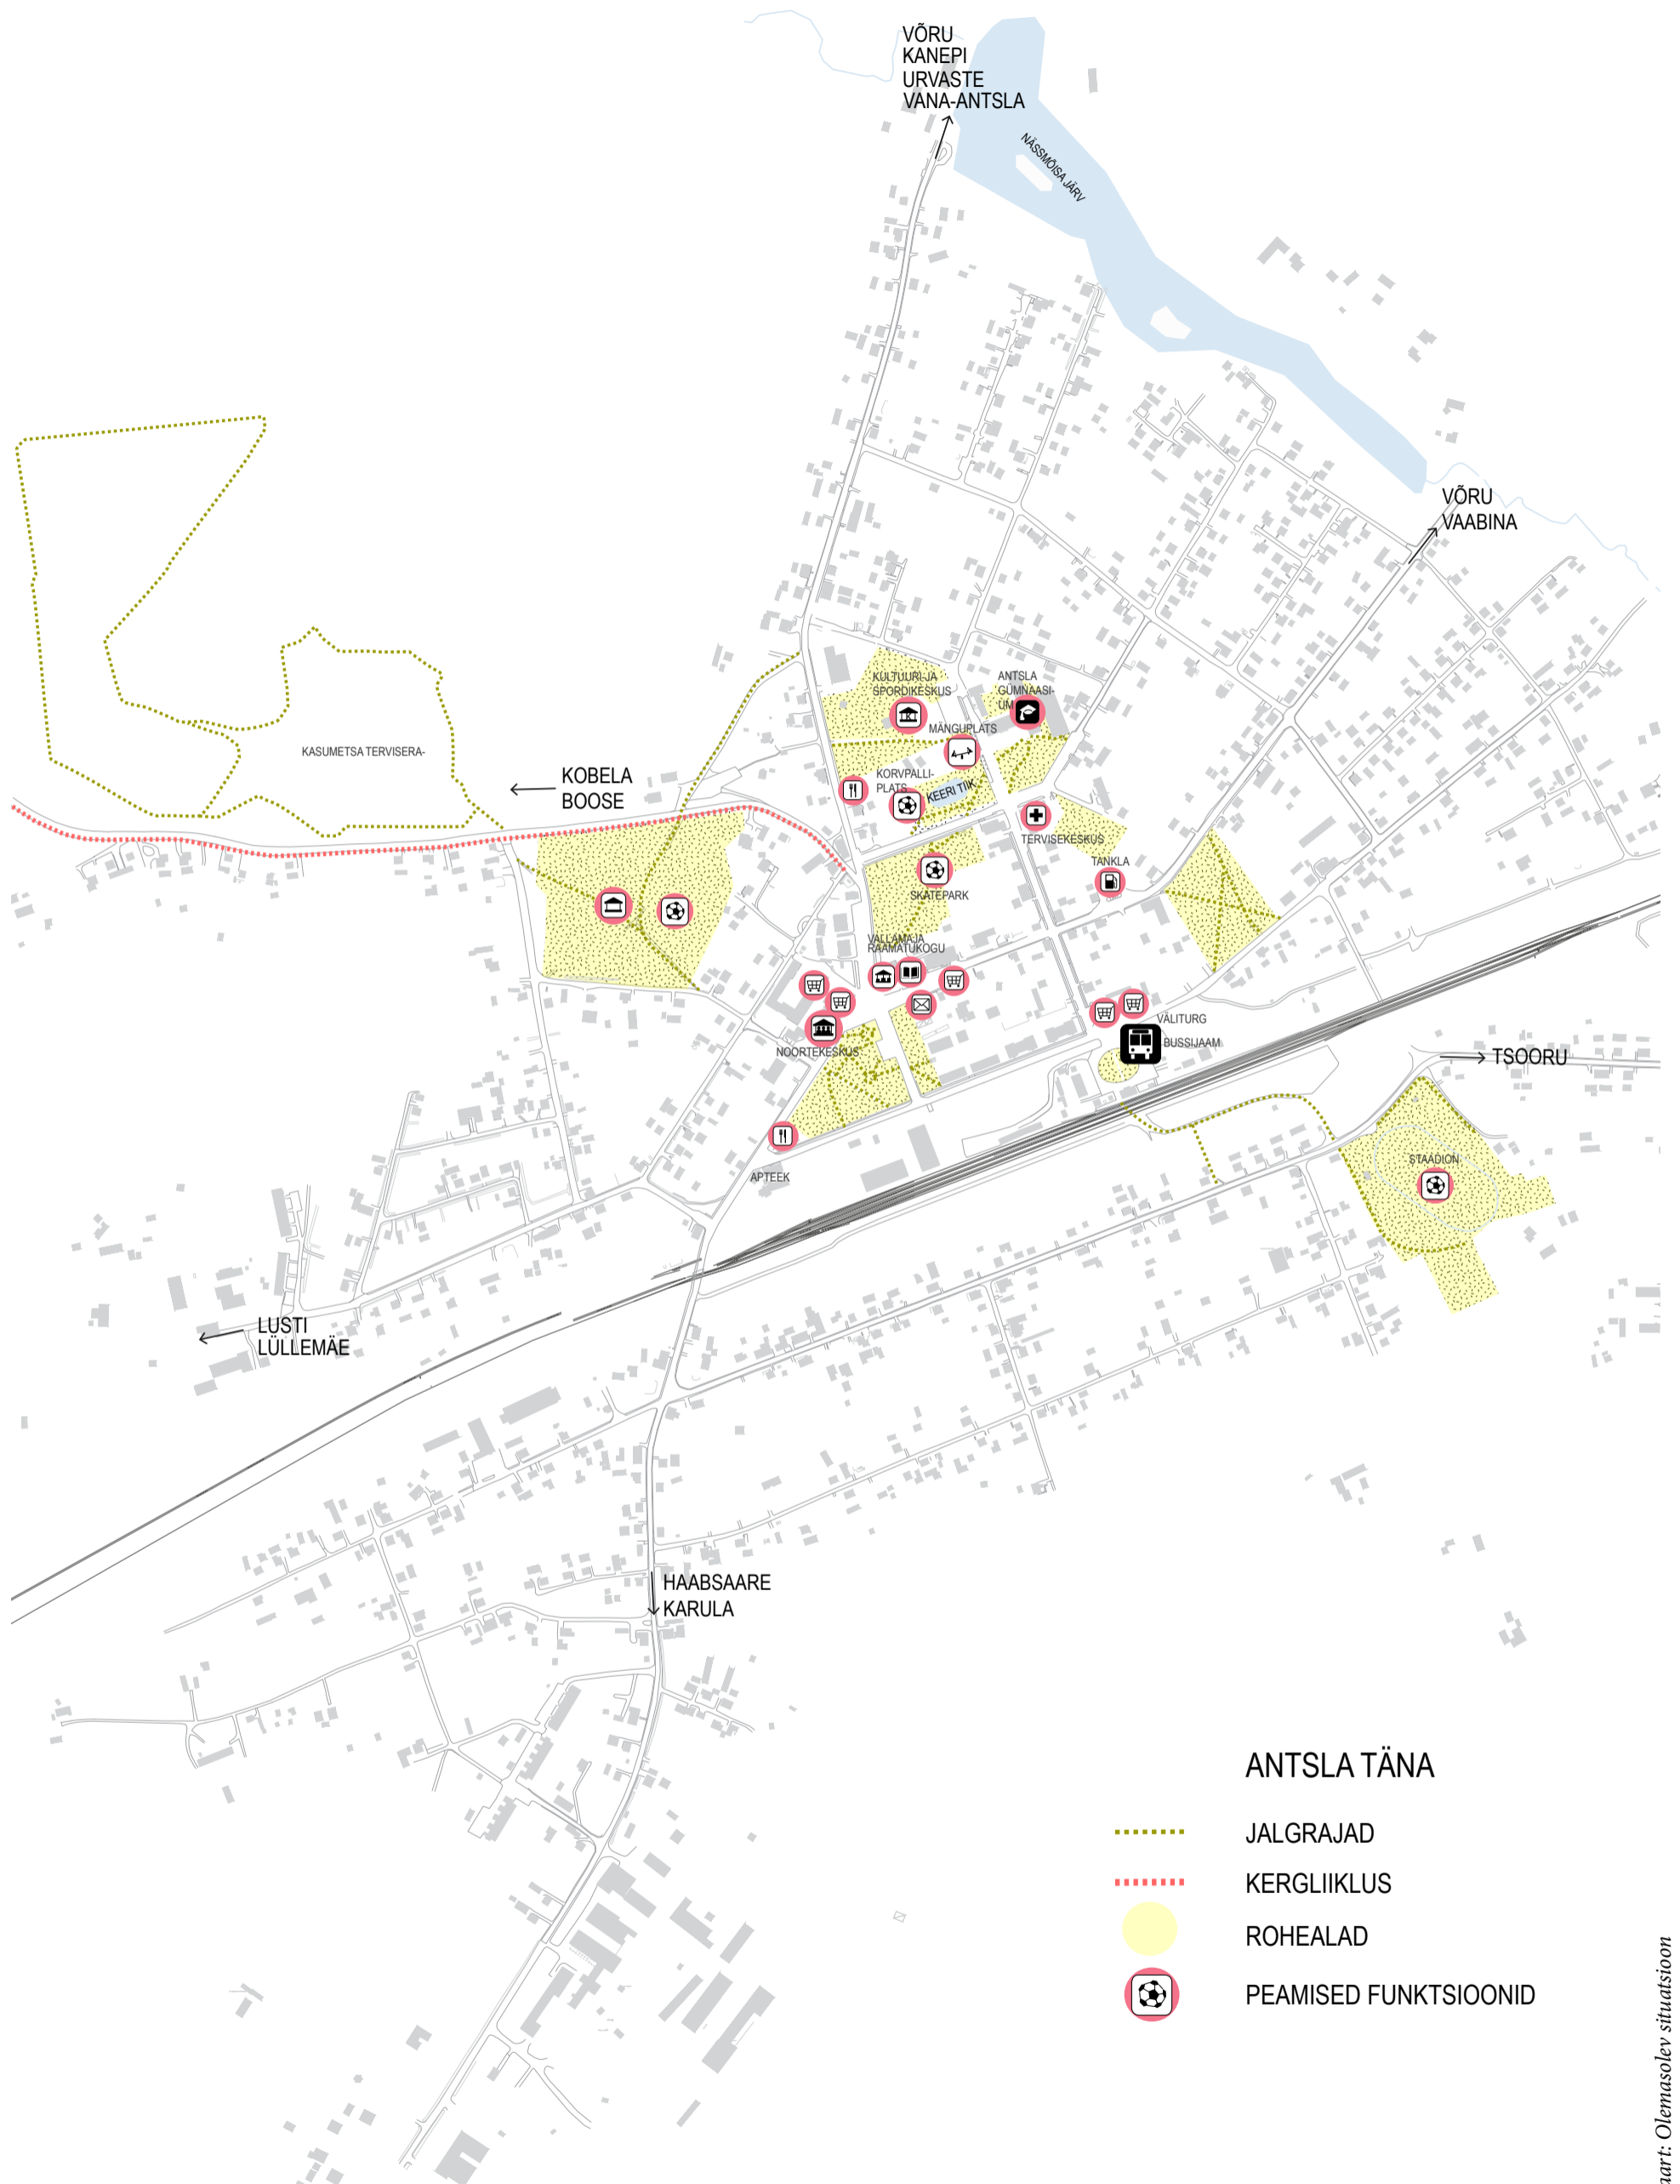 VÕRU
KANEPI
URVASTE
VANA-ANTSLA
NÄSSMÕISA JÄRV
VÕRU
VAABINA
KULTUURI-JA
SPORDIKESKUS
ANTSLA
GÜMNAASI-
UM
MÄNGUPLATS
KASUMETSA TERVISERA-
KOBELA
BOOSE
KORVPALLI-
PLATS
KEERI TIIK
TERVISEKESKUS
TANKLA
SKATEPARK
VALLAMAJA
RAAMATUKOGU
VÄLITURG
BUSSIJAAM
NOORTEKESKUS
TSOORU
STAADION
APTEEK
LUSTI
LÜLLEMÄE
HAABSAARE
KARULA
ANTSLA TÄNA
JALGRAJAD
KERGLIIKLUS
ROHEALAD
PEAMISED FUNKTSIOONID
Olemasolev situatsioon